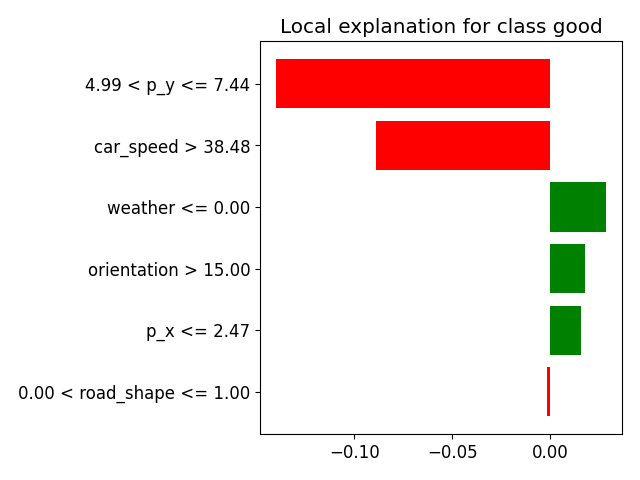 Local explanation for class good
4.99 < p_y <= 7.44
car_speed > 38.48
weather <= 0.00
orientation > 15.00
p_x <= 2.47
0.00 < road_shape <= 1.00
−0.10 −0.05 0.00